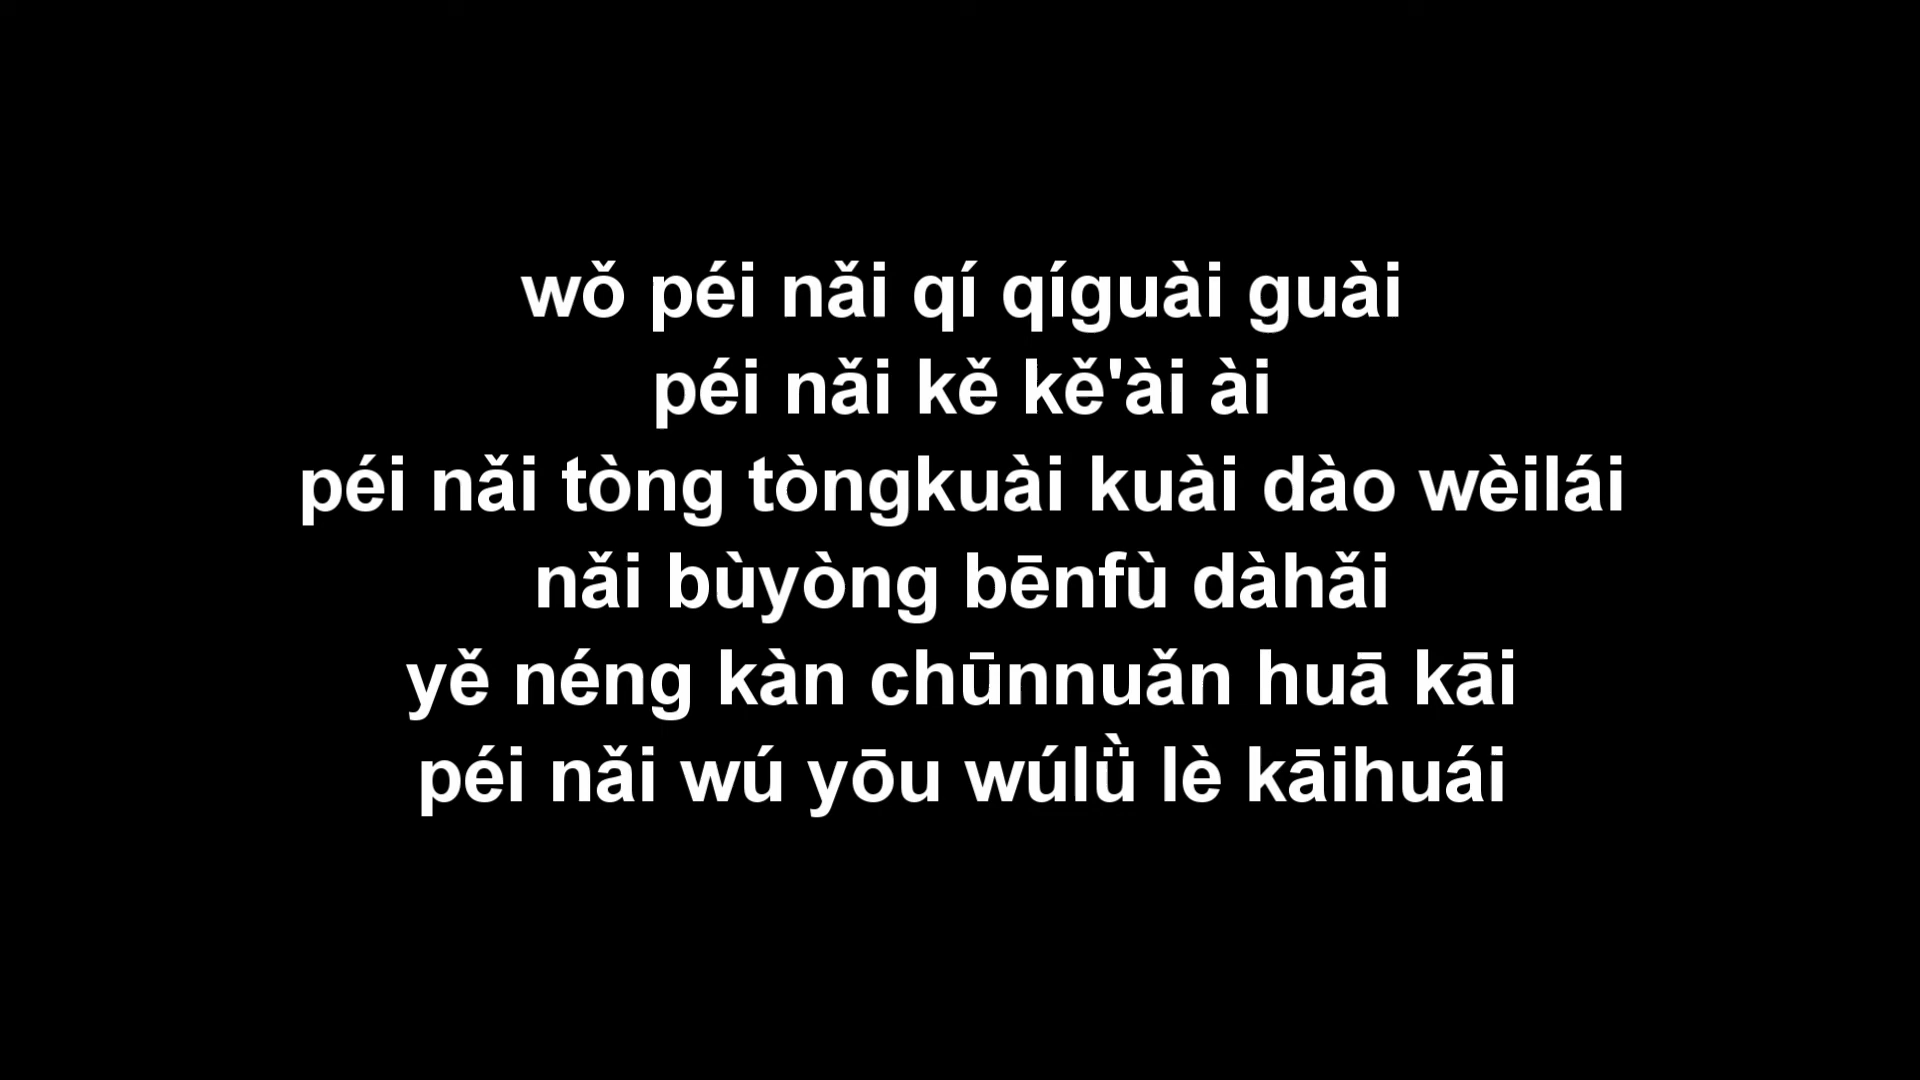 wǒ péi nǎi qí qíguài guài
péi nǎi kě kě'ài ài
péi nǎi tòng tòngkuài kuài dào wèilái
nǎi bùyòng bēnfù dàhǎi
yě néng kàn chūnnuǎn huā kāi
péi nǎi wú yōu wúlǜ lè kāihuái